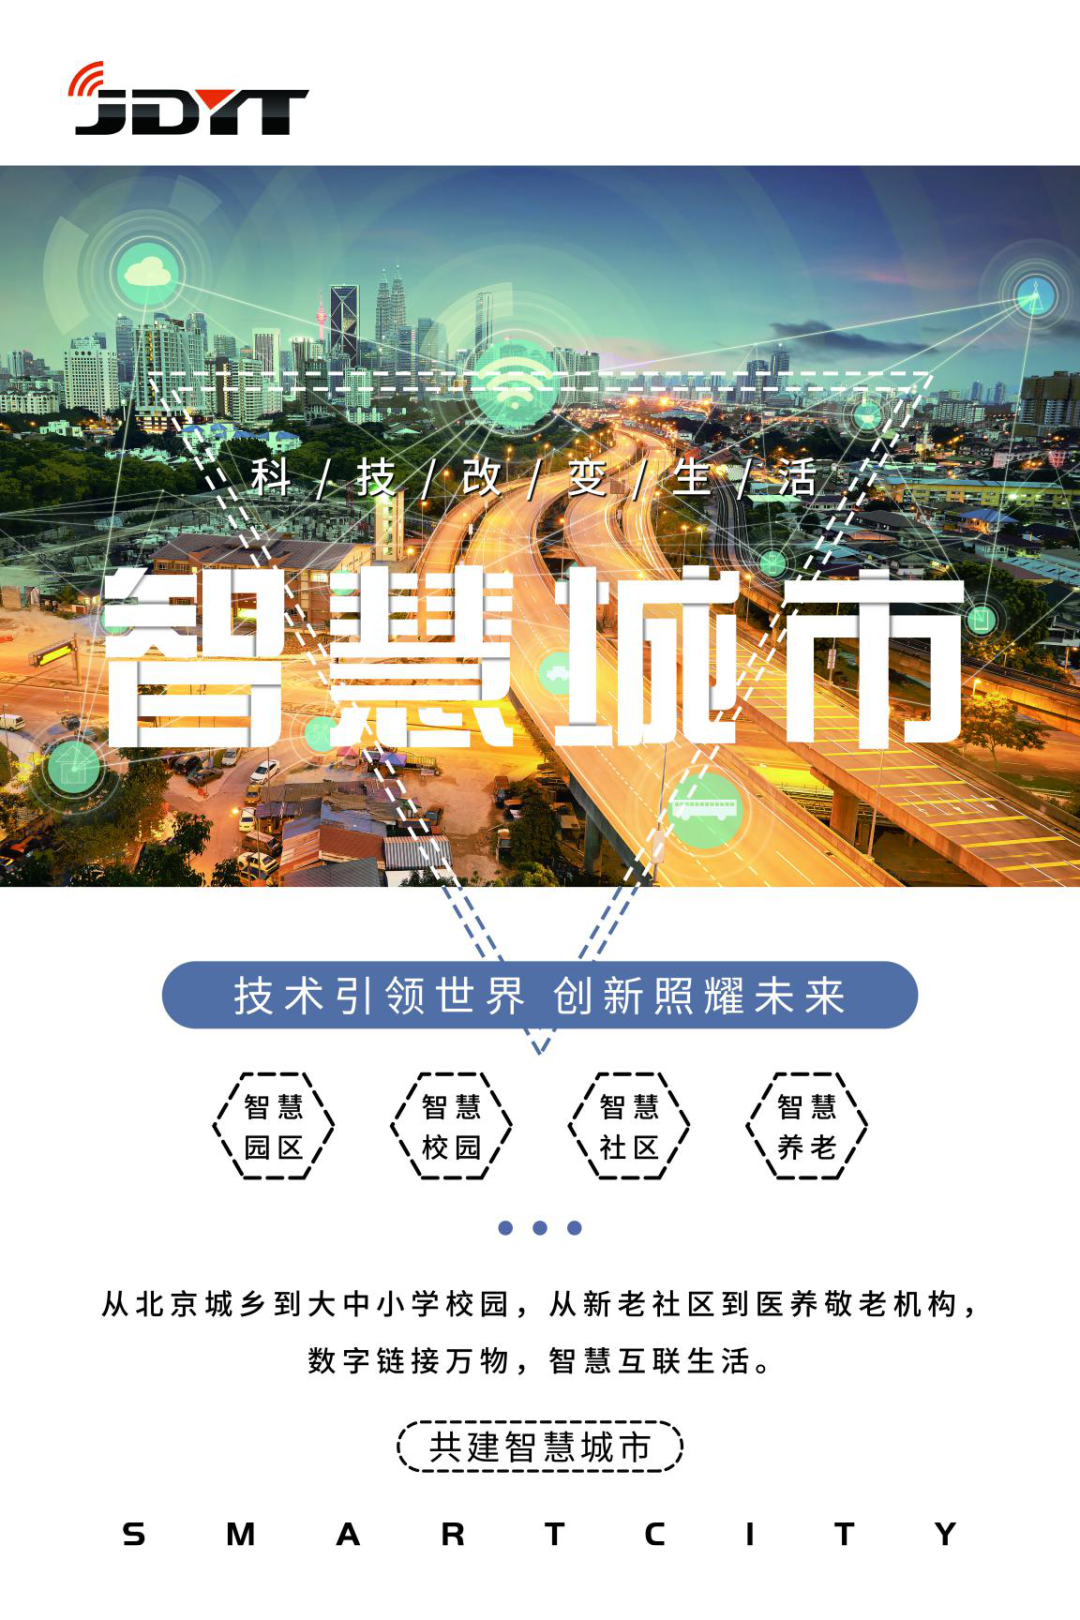 JDYT
科/技/改/变/生/活
智慧城市
技术引领世界 创新照耀未来
智慧
园区
智慧
校园
智慧
社区
智慧
养老
从北京城乡到大中小学校园，从新老社区到医养敬老机构，
数字链接万物，智慧互联生活。
共建智慧城市
SMARTCITY